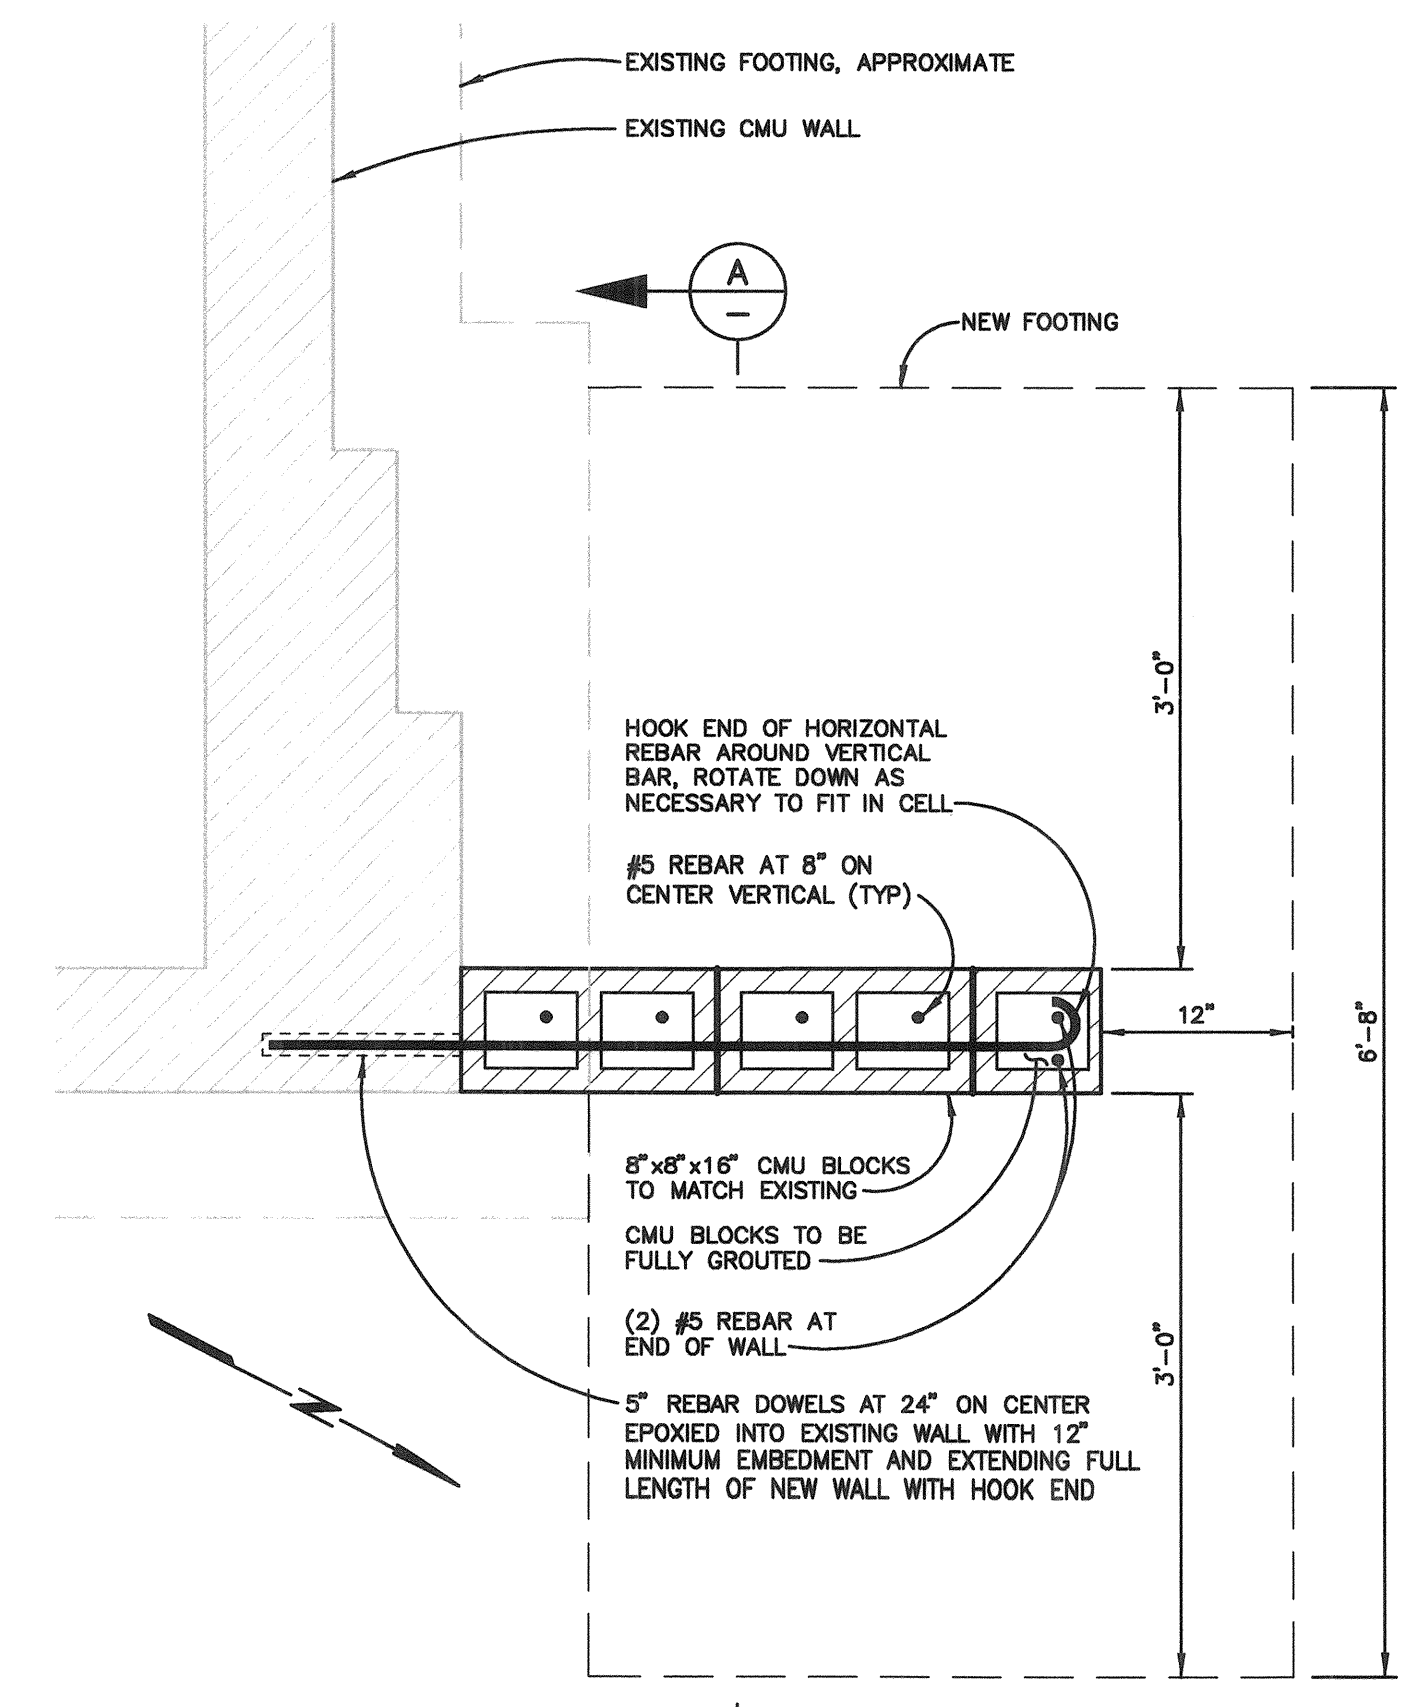 EXISTING FOOTING, APPROXIMATE
EXISTING CMU WALL
A
–
NEW FOOTING
3'-0"
HOOK END OF HORIZONTAL
REBAR AROUND VERTICAL
BAR, ROTATE DOWN AS
NECESSARY TO FIT IN CELL
#5 REBAR AT 8" ON
CENTER VERTICAL (TYP)
12"
6'-8"
8"x8"x16" CMU BLOCKS
TO MATCH EXISTING
CMU BLOCKS TO BE
FULLY GROUTED
(2) #5 REBAR AT
END OF WALL
3'-0"
5" REBAR DOWELS AT 24" ON CENTER
EPOXIED INTO EXISTING WALL WITH 12"
MINIMUM EMBEDMENT AND EXTENDING FULL
LENGTH OF NEW WALL WITH HOOK END
N